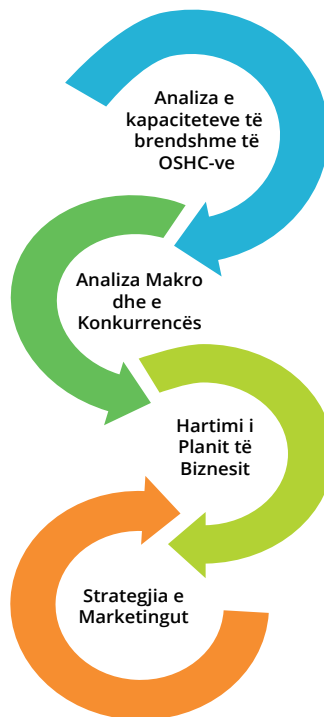 Analiza e
kapaciteteve të
brendshme të
OSHC-ve
Analiza Makro
dhe e
Konkurrencës
Hartimi i
Planit të
Biznesit
Strategjia e
Marketingut